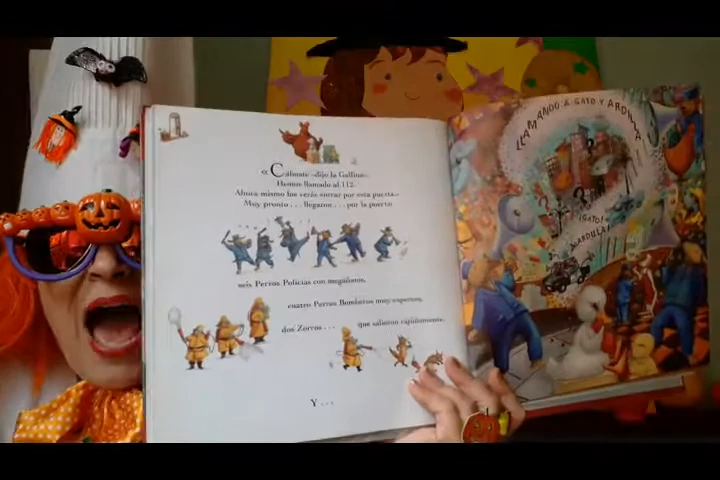 «Cálmate -dijo la Gallina-.
Hemos llamado al 112.
Ahora mismo los verás entrar por esta puerta.»
Muy pronto . . . llegaron . . . por la puerta
seis Perros Policías con megáfonos,
cuatro Perros Bomberos muy expertos,
dos Zorros . . . que salieron rápidamente.
Y . . .
LLAMANDO A GATO Y ARDILLA
¡GATO!
¡ARDILLA!